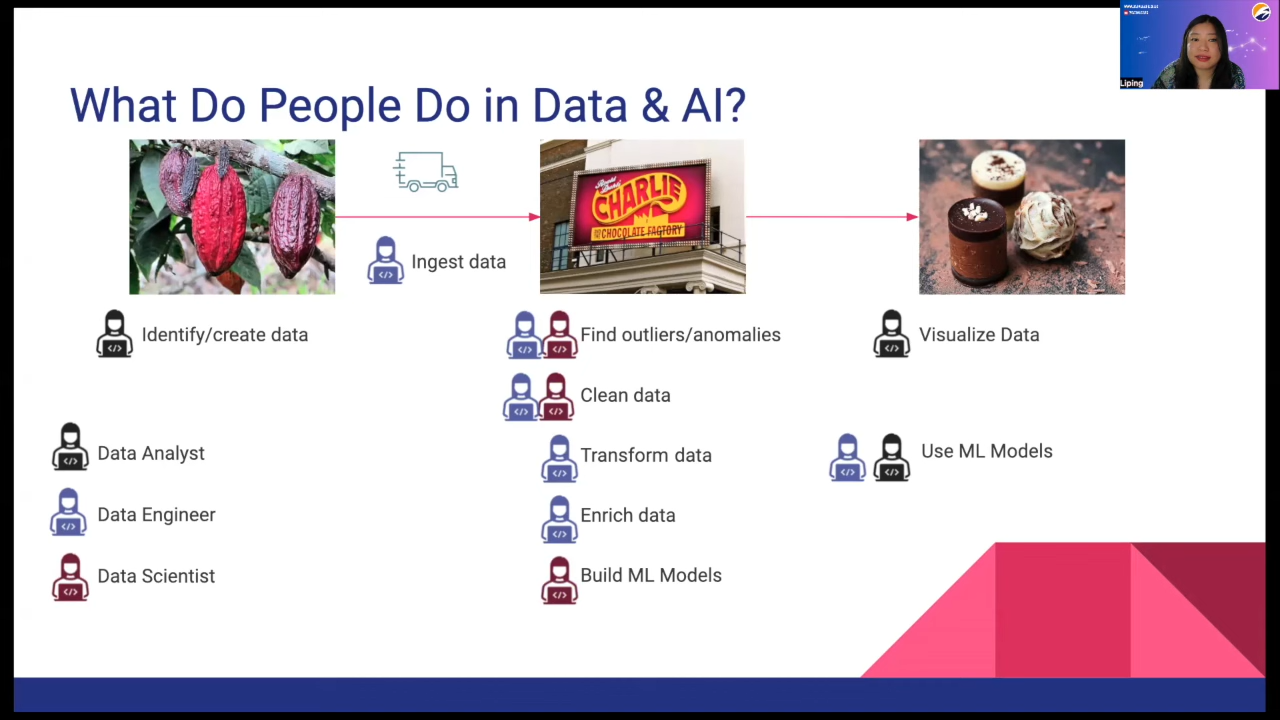 What Do People Do in Data & AI?
Liping
CHARLIE
CHOCOLATE FACTORY
Ingest data
Identify/create data
Find outliers/anomalies
Visualize Data
Clean data
Data Analyst
Transform data
Use ML Models
Data Engineer
Enrich data
Data Scientist
Build ML Models